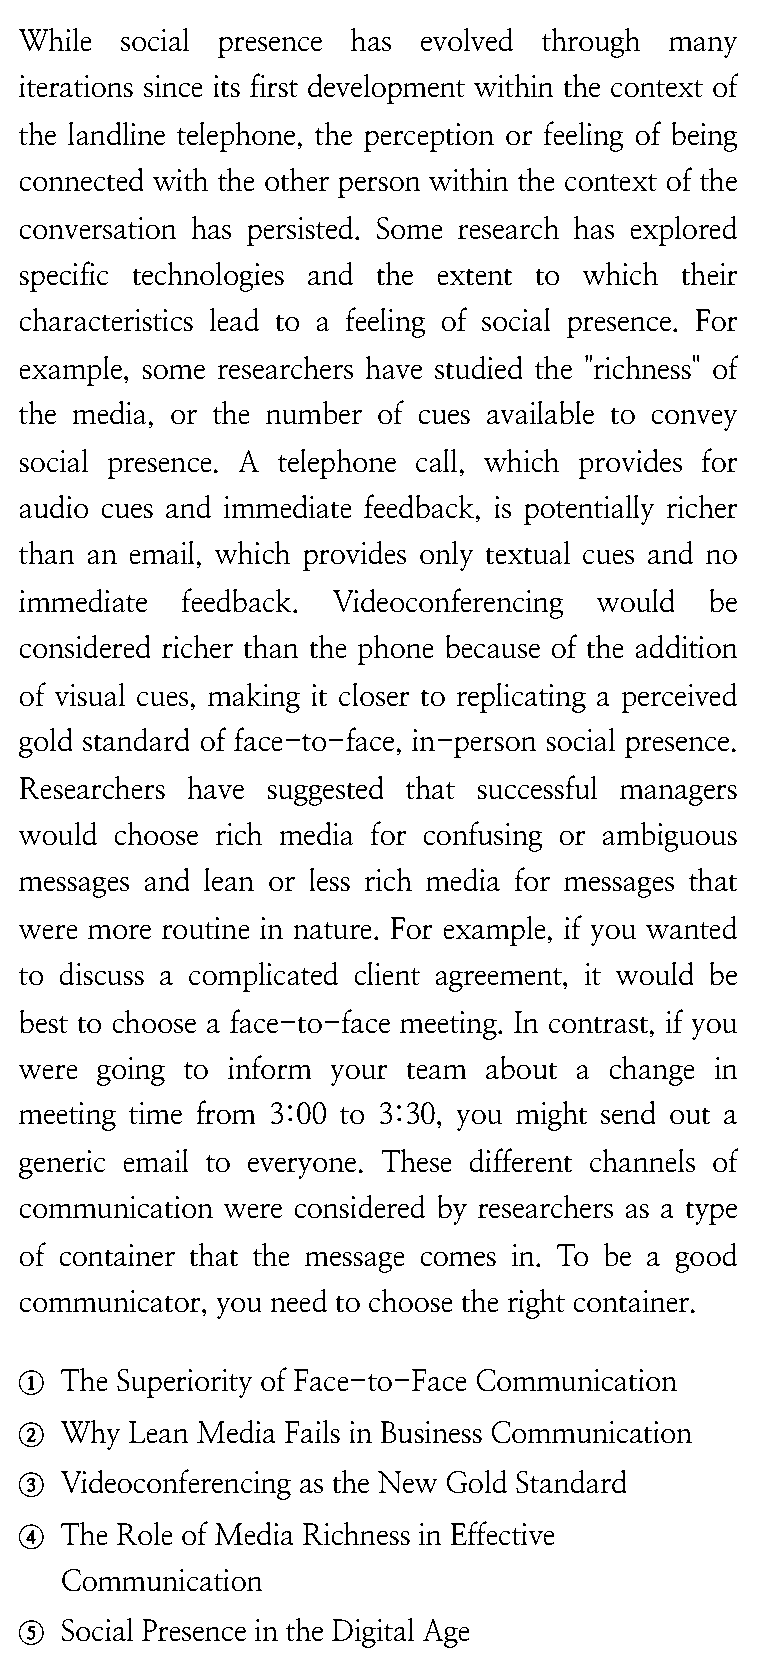 While social presence has evolved through many
iterations since its first development within the context of
the landline telephone, the perception or feeling of being
connected with the other person within the context of the
conversation has persisted. Some research has explored
specific technologies and the extent to which their
characteristics lead to a feeling of social presence. For
example, some researchers have studied the "richness" of
the media, or the number of cues available to convey
social presence. A telephone call, which provides for
audio cues and immediate feedback, is potentially richer
than an email, which provides only textual cues and no
immediate feedback. Videoconferencing would be
considered richer than the phone because of the addition
of visual cues, making it closer to replicating a perceived
gold standard of face-to-face, in-person social presence.
Researchers have suggested that successful managers
would choose rich media for confusing or ambiguous
messages and lean or less rich media for messages that
were more routine in nature. For example, if you wanted
to discuss a complicated client agreement, it would be
best to choose a face-to-face meeting. In contrast, if you
were going to inform your team about a change in
meeting time from 3:00 to 3:30, you might send out a
generic email to everyone. These different channels of
communication were considered by researchers as a type
of container that the message comes in. To be a good
communicator, you need to choose the right container.
① The Superiority of Face-to-Face Communication
② Why Lean Media Fails in Business Communication
③ Videoconferencing as the New Gold Standard
④ The Role of Media Richness in Effective
Communication
⑤ Social Presence in the Digital Age